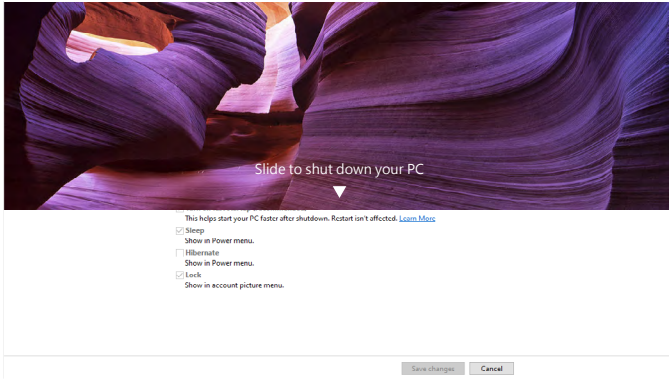 Slide to shut down your PC
This helps start your PC faster after shutdown. Restart isn't affected. Learn More
Sleep
Show in Power menu.
Hibernate
Show in Power menu.
Lock
Show in account picture menu.
Save changes
Cancel